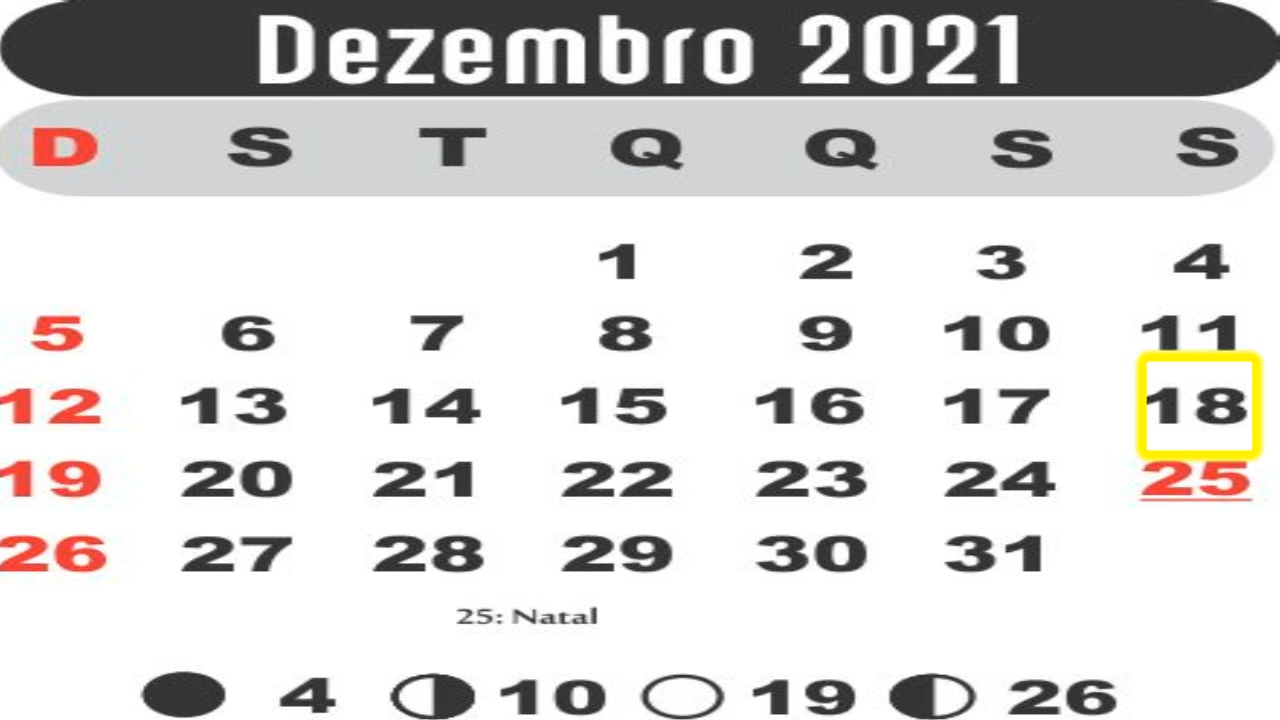 Dezembro 2021
D S T Q Q S S
1 2 3 4
5 6 7 8 9 10 11
12 13 14 15 16 17 18
19 20 21 22 23 24 25
26 27 28 29 30 31
25: Natal
4 10 19 26